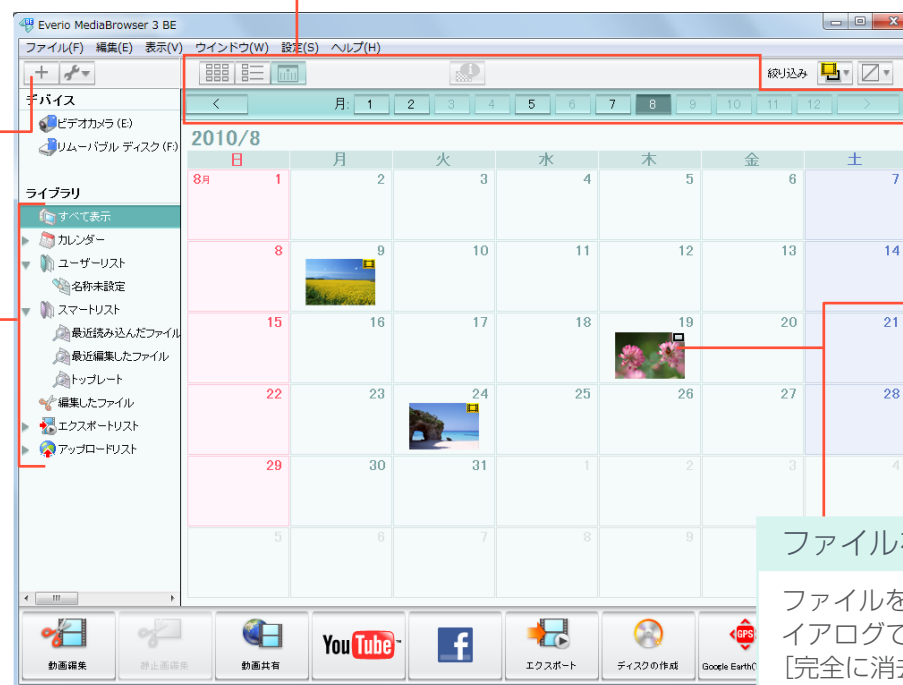 Everio MediaBrowser 3 BE
ファイル(F) 編集(E) 表示(V) ウインドウ(W) 設定(S) ヘルプ(H)
絞り込み
デバイス
ビデオカメラ (E:)
リムーバブル ディスク (F:)
ライブラリ
すべて表示
カレンダー
ユーザーリスト
名称未設定
スマートリスト
最近読み込んだファイル
最近編集したファイル
トップレート
編集したファイル
エクスポートリスト
アップロードリスト
< 月: 1 2 3 4 5 6 7 8 9 10 11 12 >
2010/8
日 月 火 水 木 金 土
8月 1 2 3 4 5 6 7
8 9 10 11 12 13 14
15 16 17 18 19 20 21
22 23 24 25 26 27 28
29 30 31 1 2 3 4
5 6 7 8 9
ファイル
ファイルを
イアログで
[完全に消
動画編集 静止画編集 動画共有 YouTube f エクスポート ディスクの作成 GPS Google Earth